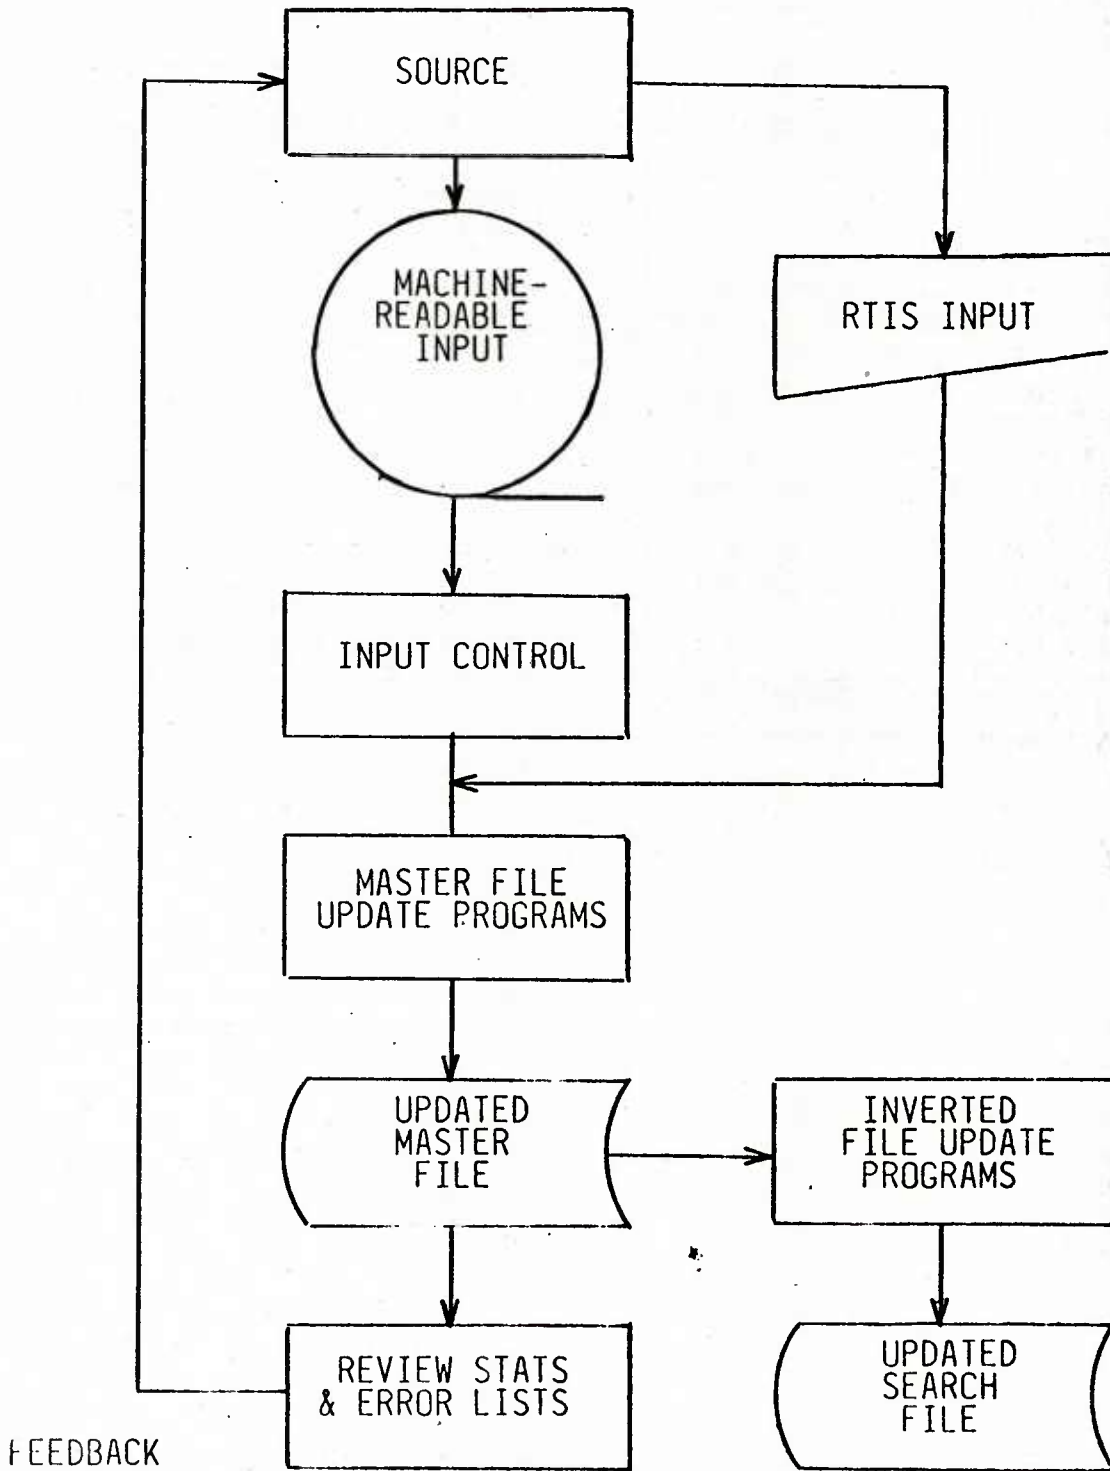 SOURCE
MACHINE-
READABLE
INPUT
RTIS INPUT
INPUT CONTROL
MASTER FILE
UPDATE PROGRAMS
UPDATED
MASTER
FILE
INVERTED
FILE UPDATE
PROGRAMS
REVIEW STATS
& ERROR LISTS
UPDATED
SEARCH
FILE
FEEDBACK